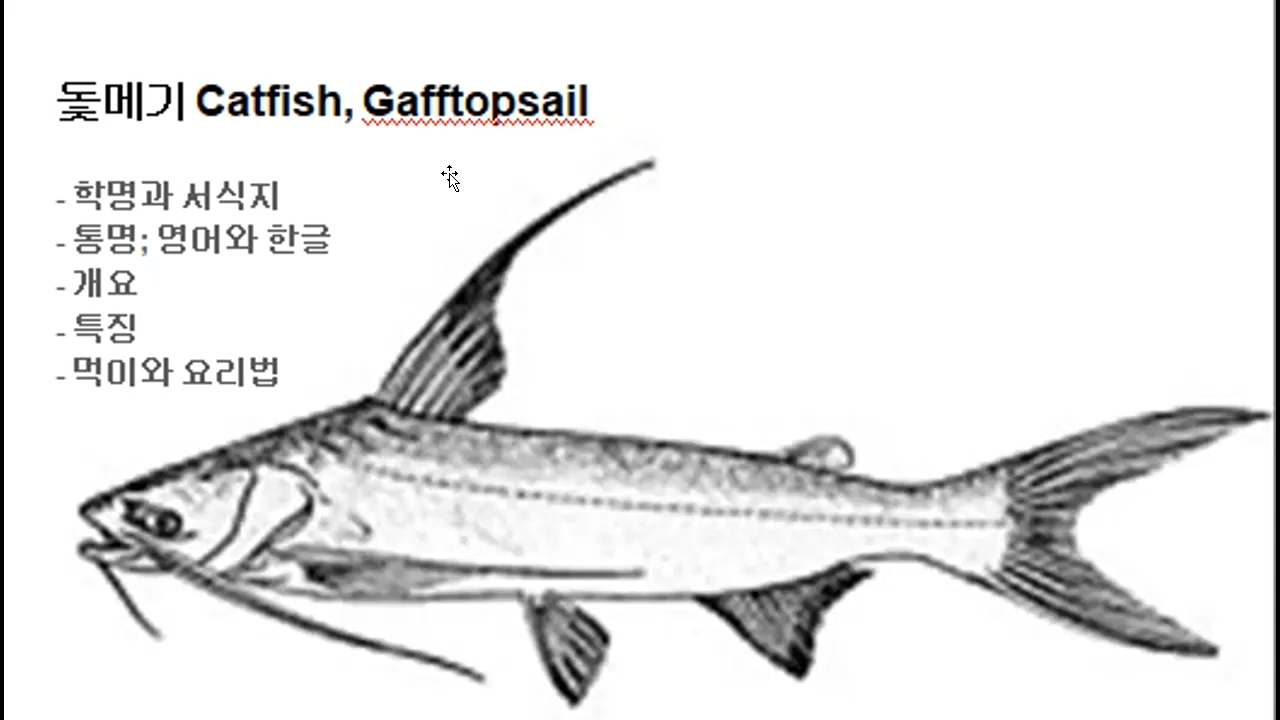 돛메기 Catfish, Gafftopsail
- 학명과 서식지
- 통명; 영어와 한글
- 개요
- 특징
- 먹이와 요리법